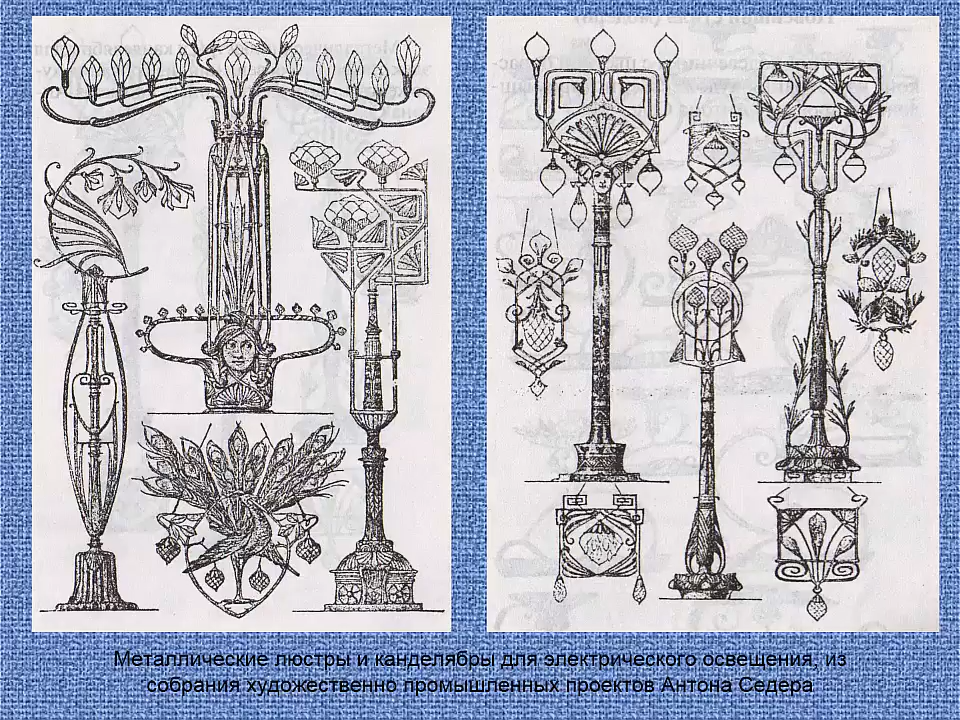 Металлические люстры и канделябры для электрического освещения, из
собрания художественно промышленных проектов Антона Седера